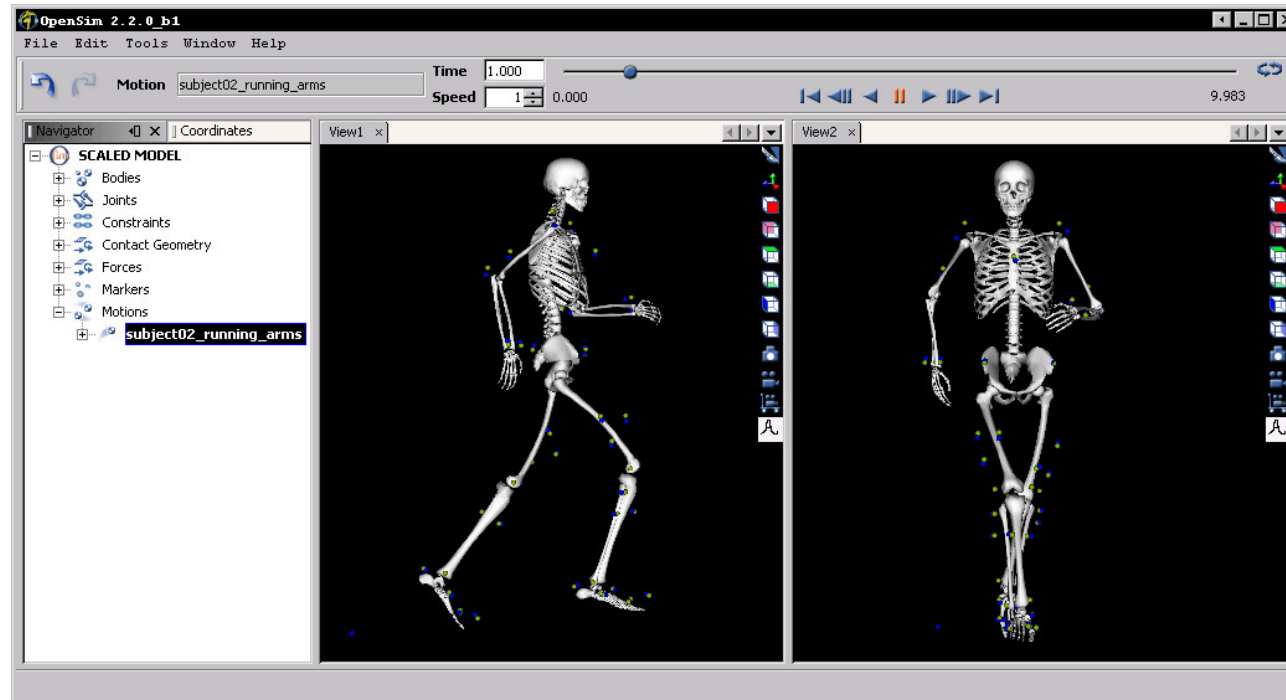 OpenSim 2.2.0_b1
File Edit Tools Window Help
Motion subject02_running_arms
Time 1.000
Speed 1 0.000
9.983
Navigator
Coordinates
View1
View2
SCALED MODEL
Bodies
Joints
Constraints
Contact Geometry
Forces
Markers
Motions
subject02_running_arms